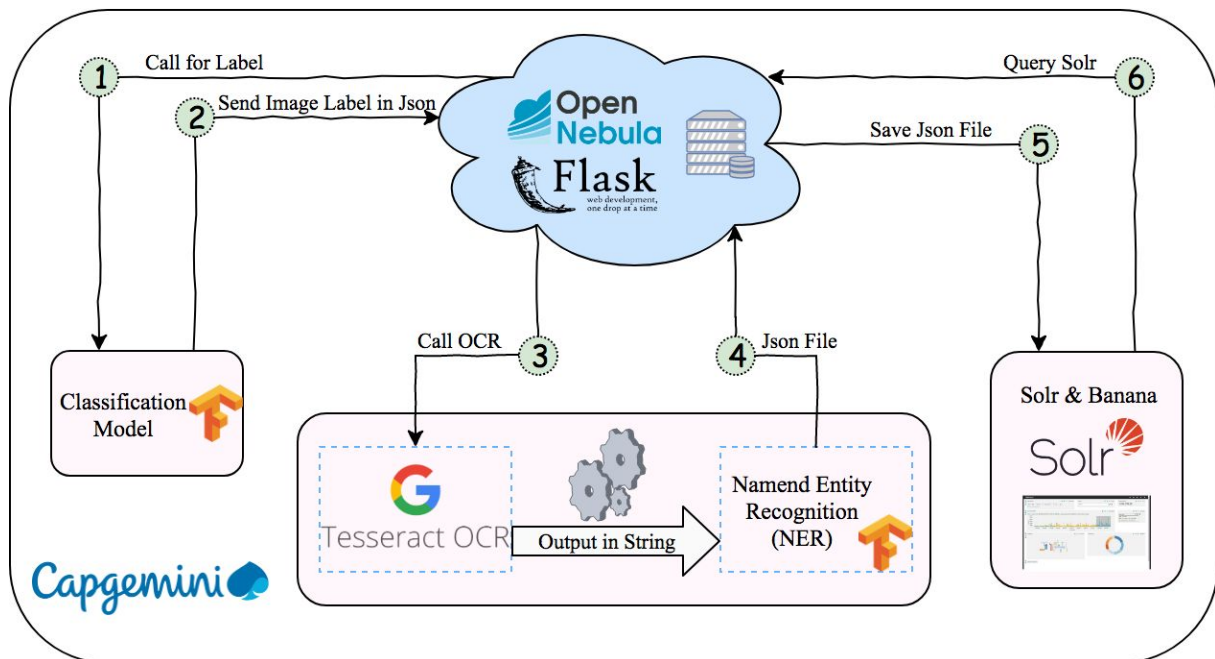 1
Call for Label
2
Send Image Label in Json
Open
Nebula
Flask
web development,
one drop at a time
Query Solr
6
Save Json File
5
Call OCR
3
4
Json File
Classification
Model
Tesseract OCR
Output in String
Namend Entity
Recognition
(NER)
Solr & Banana
Solr
Capgemini